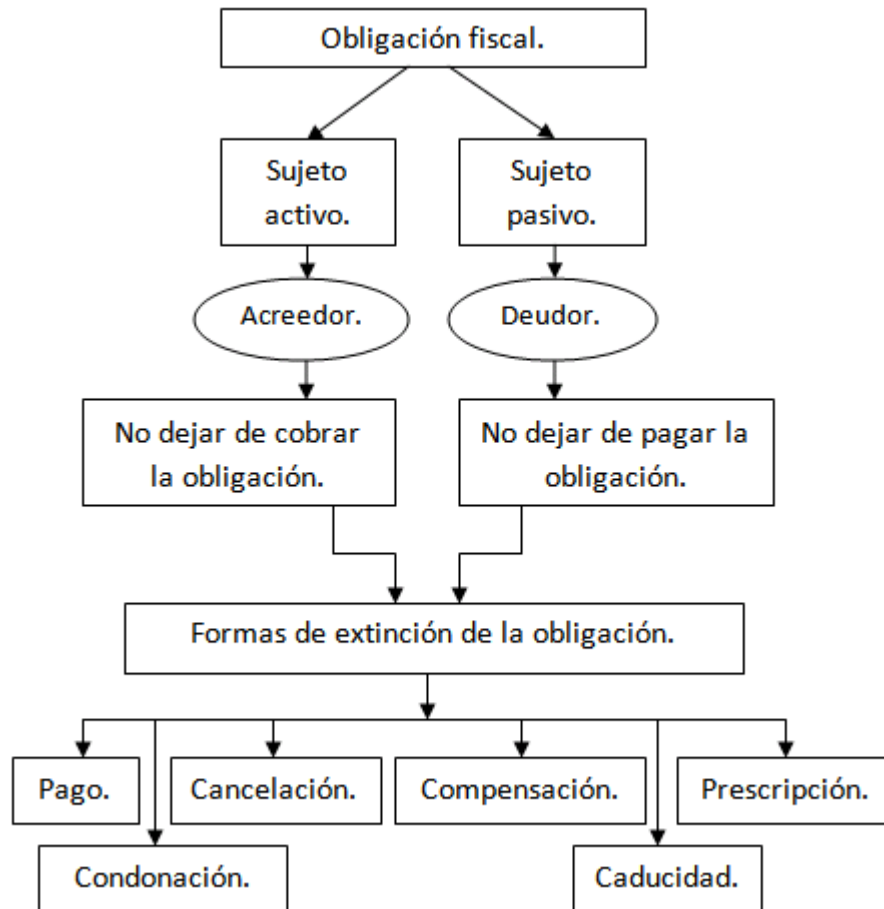 Obligación fiscal.
Sujeto
activo.
Sujeto
pasivo.
Acreedor.
Deudor.
No dejar de cobrar
la obligación.
No dejar de pagar la
obligación.
Formas de extinción de la obligación.
Pago.
Cancelación.
Compensación.
Prescripción.
Condonación.
Caducidad.